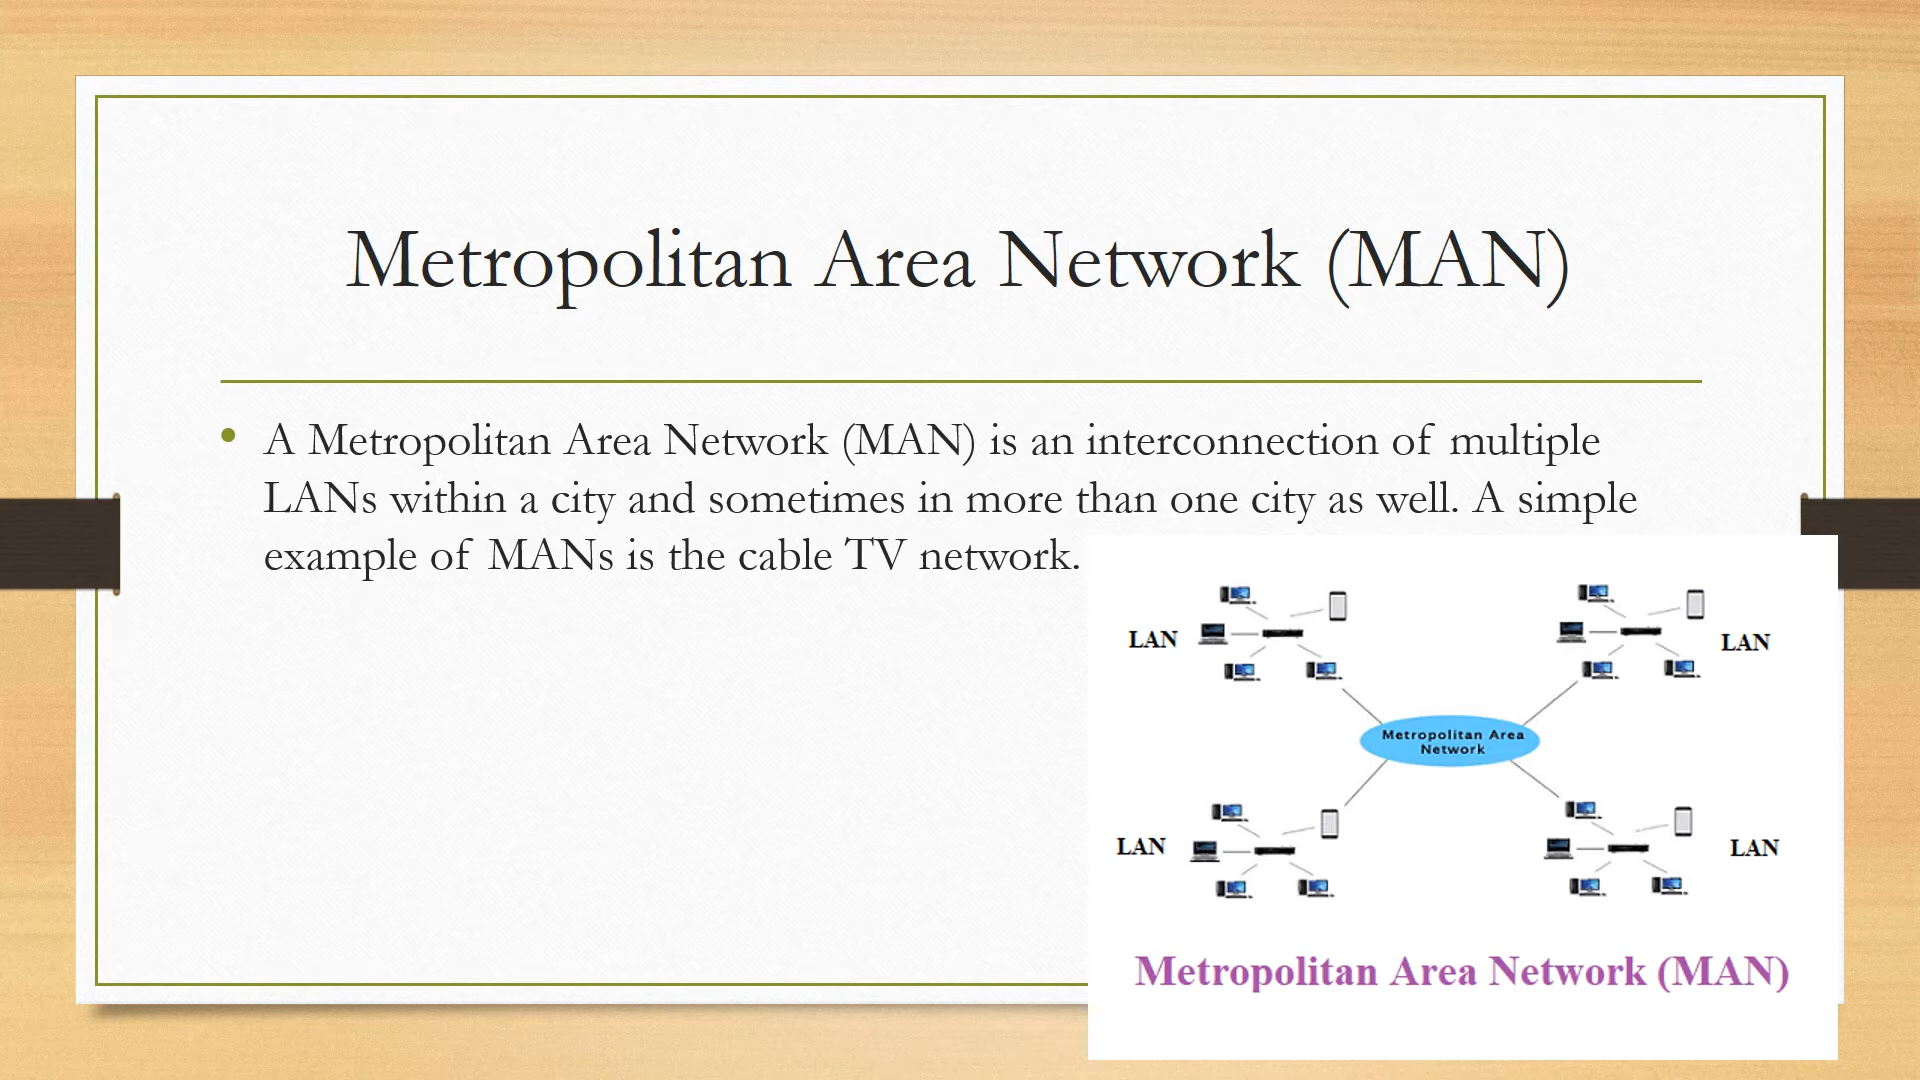 Metropolitan Area Network (MAN)
• A Metropolitan Area Network (MAN) is an interconnection of multiple
LANs within a city and sometimes in more than one city as well. A simple
example of MANs is the cable TV network.
LAN
LAN
Metropolitan Area
Network
LAN
LAN
Metropolitan Area Network (MAN)